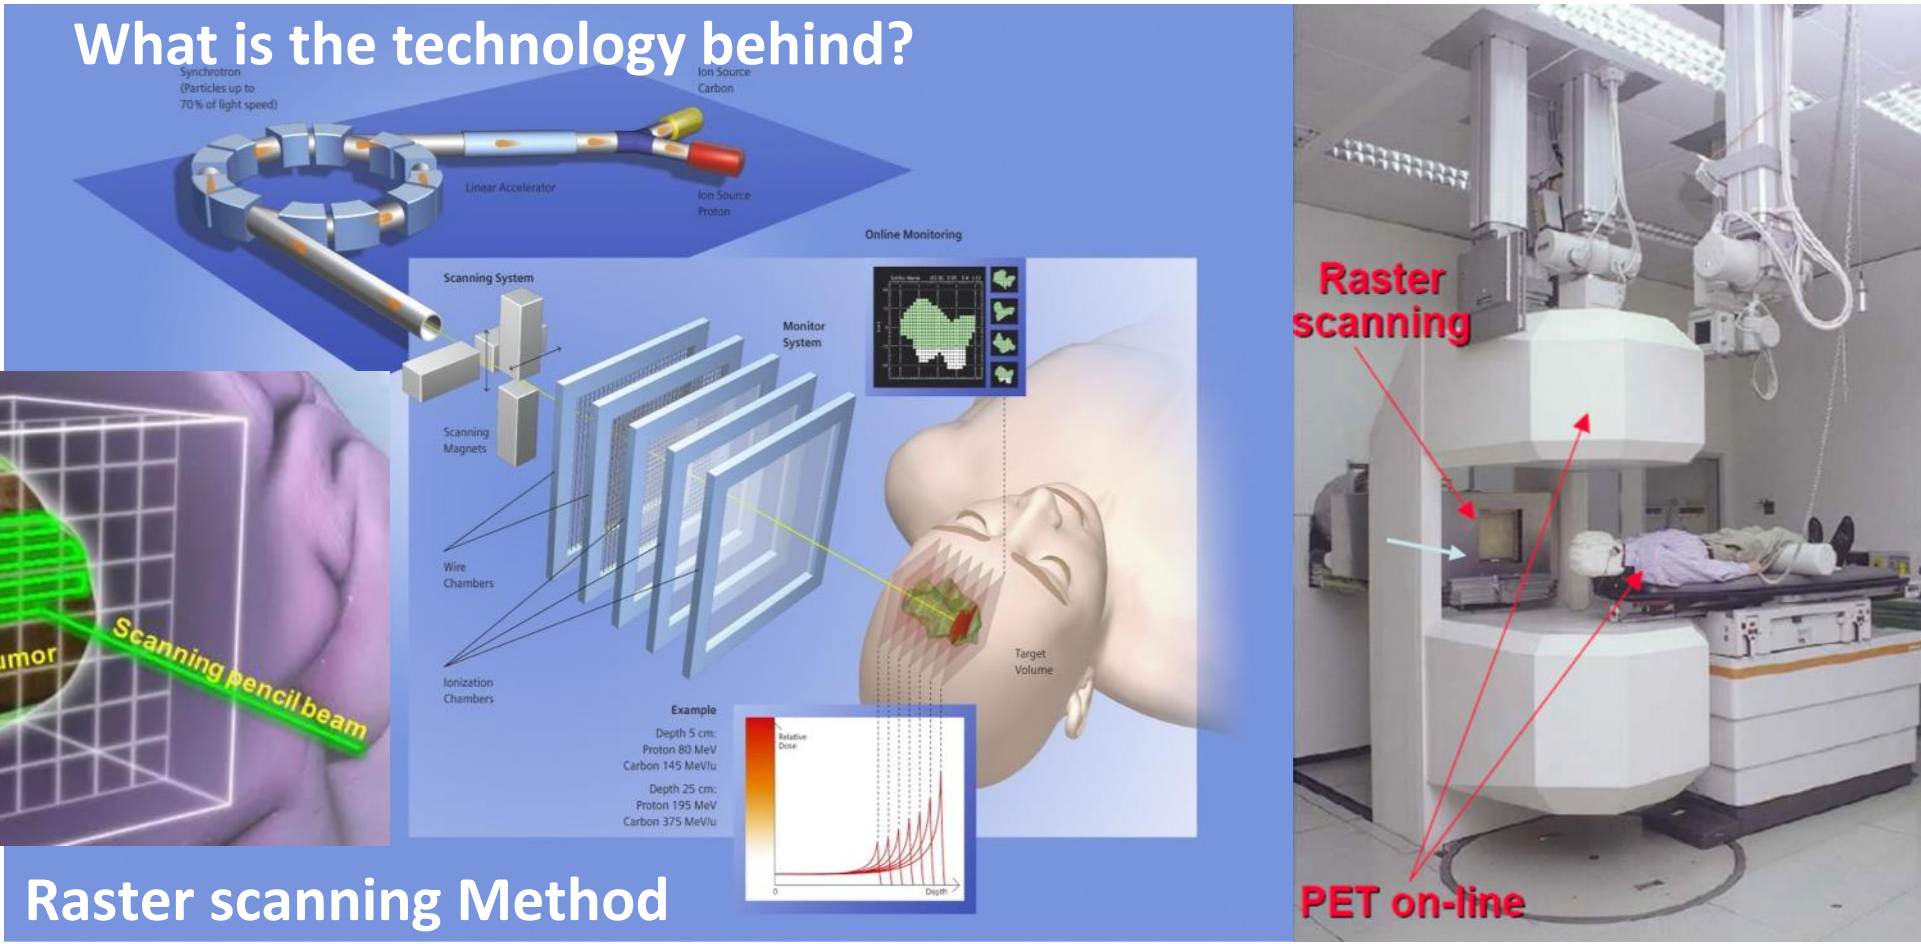 What is the technology behind?
Synchrotron
(Particles up to
70% of light speed)
Ion Source
Carbon
Linear Accelerator
Ion Source
Proton
Online Monitoring
Scanning System
Monitor
System
Scanning
Magnets
Wire
Chambers
Ionization
Chambers
Target
Volume
Example
Depth 5 cm:
Proton 80 MeV
Carbon 145 MeV/u
Depth 25 cm:
Proton 195 MeV
Carbon 375 MeV/u
Relative
Dose
0
Depth
umor
Scanning pencil beam
Raster scanning Method
Raster
scanning
PET on-line